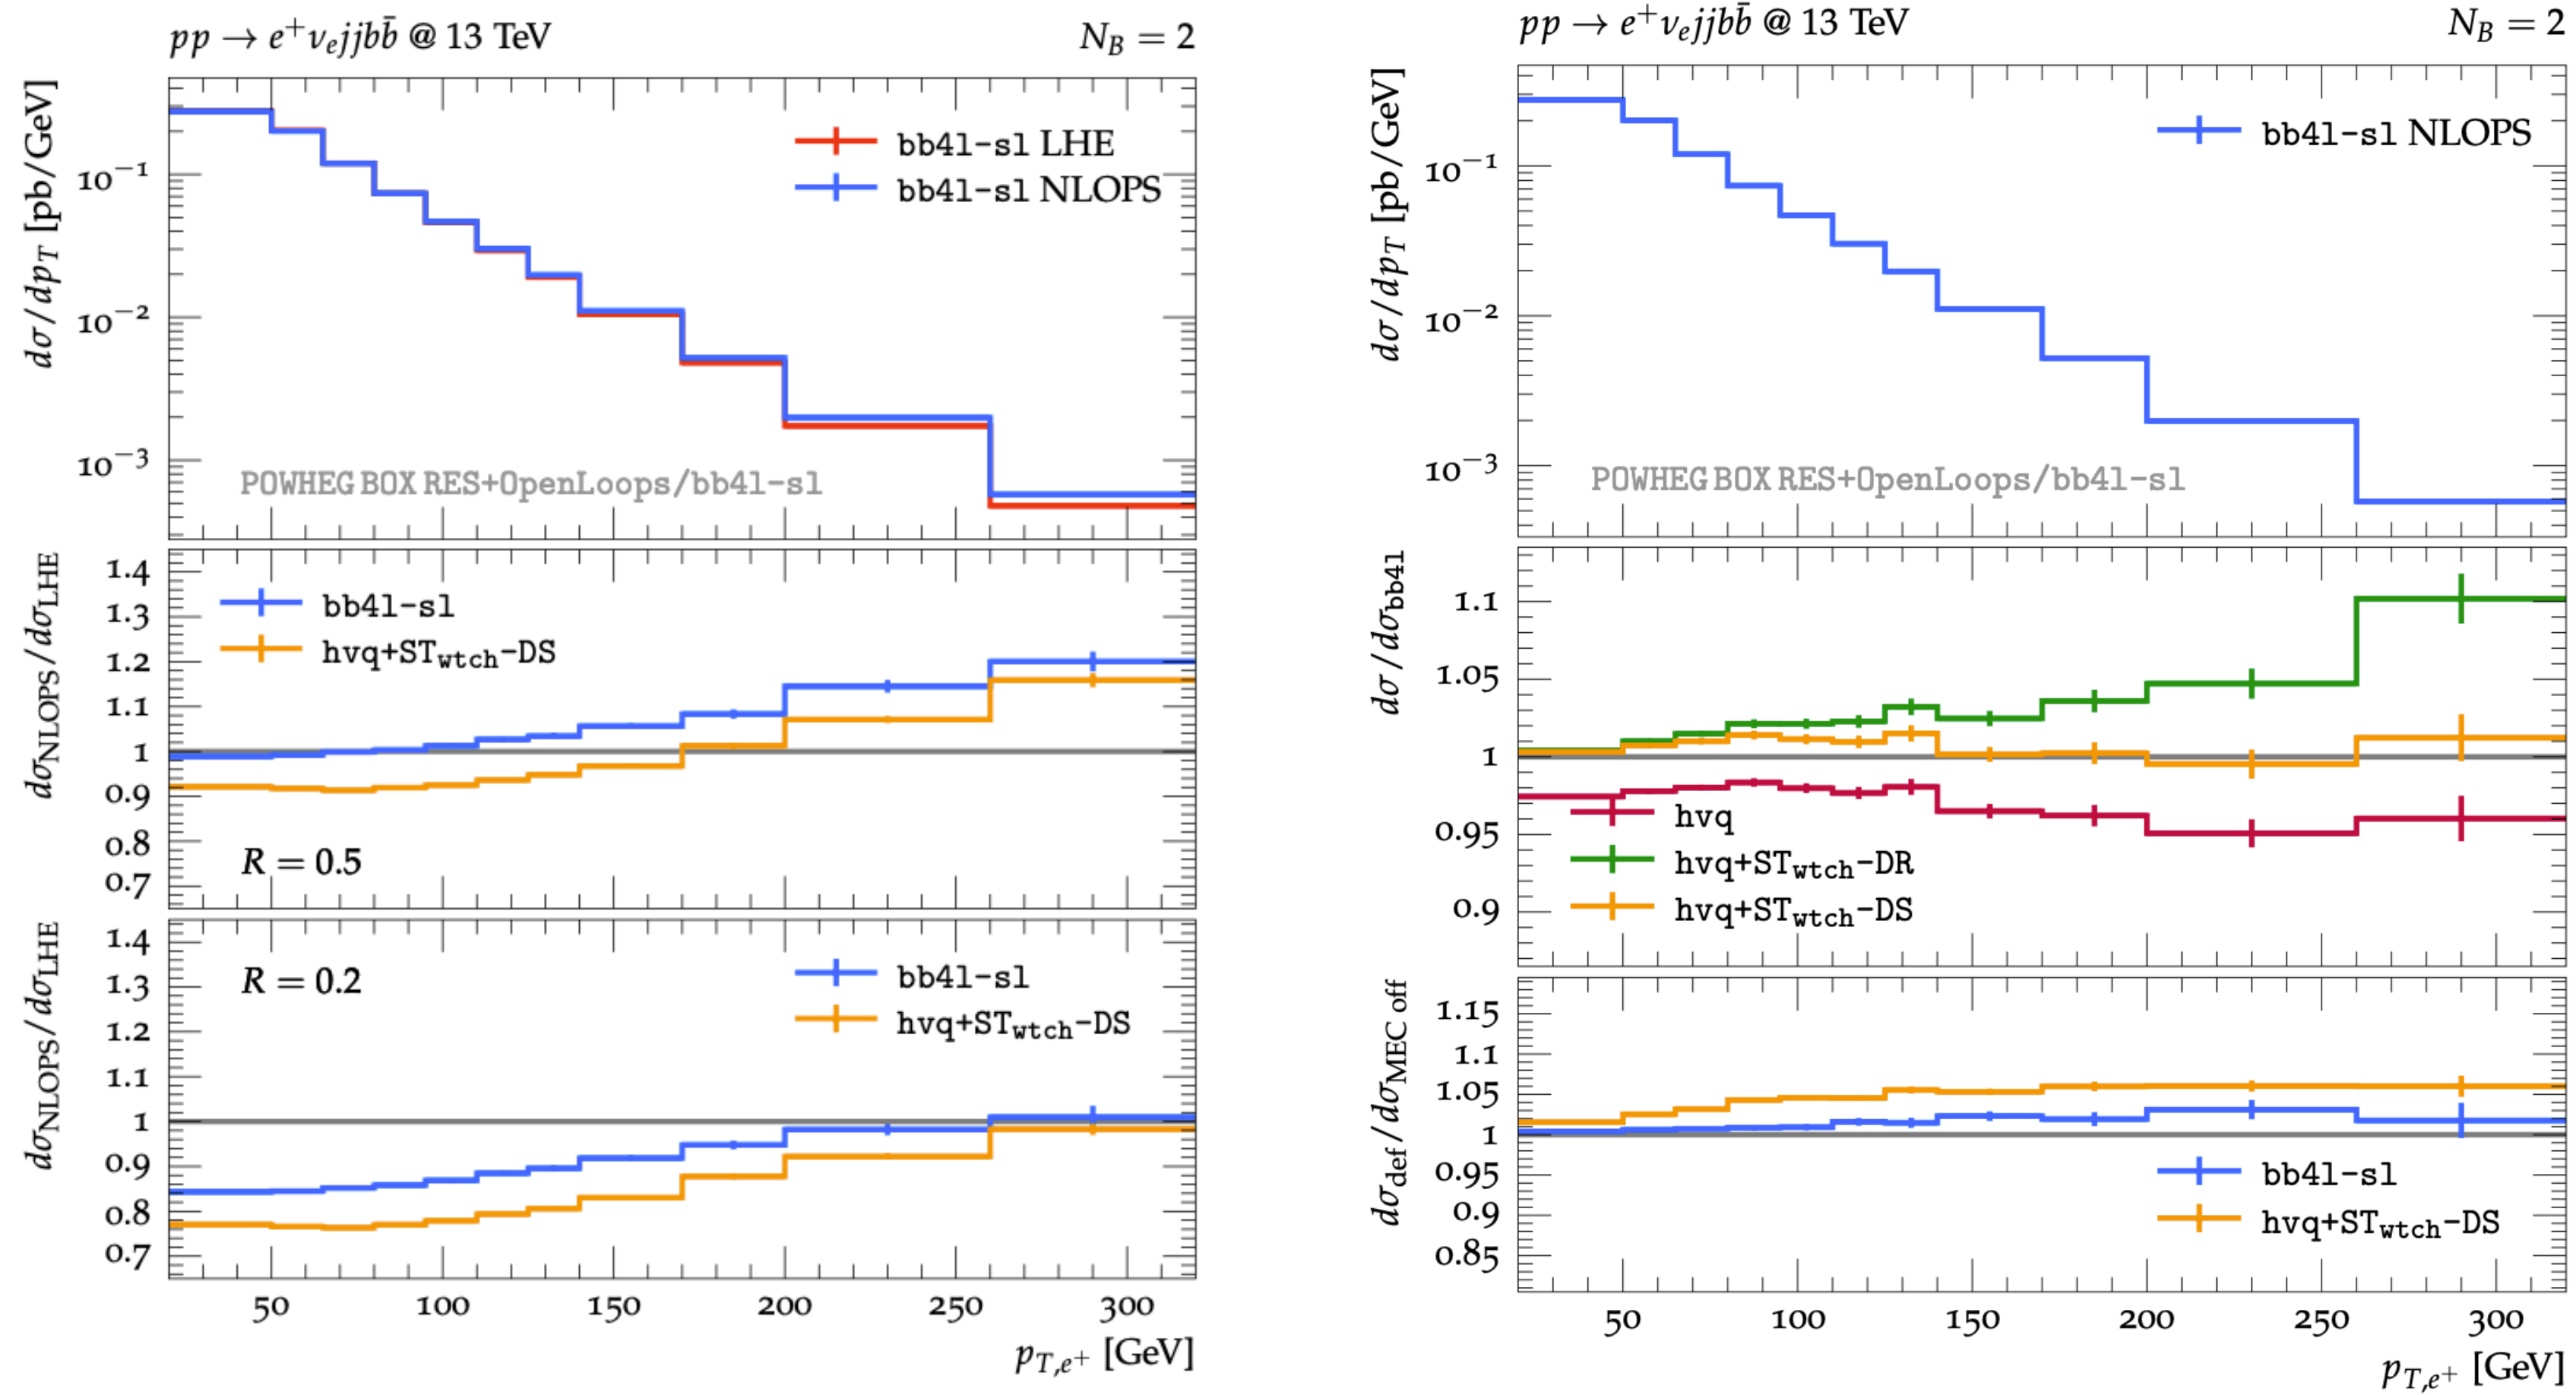 pp → e⁺νₑjjbb̄ @ 13 TeV
N_B = 2
dσ/dp_T [pb/GeV]
10⁻¹
10⁻²
10⁻³
bb4l-sl LHE
bb4l-sl NLOPS
POWHEG BOX RES+OpenLoops/bb4l-sl
dσ_NLOPS/dσ_LHE
1.4
1.3
1.2
1.1
1
0.9
0.8
0.7
bb4l-sl
hvq+ST_wtch-DS
R = 0.5
dσ_NLOPS/dσ_LHE
1.4
1.3
1.2
1.1
1
0.9
0.8
0.7
R = 0.2
bb4l-sl
hvq+ST_wtch-DS
50 100 150 200 250 300
p_T,e⁺ [GeV]
pp → e⁺νₑjjbb̄ @ 13 TeV
N_B = 2
dσ/dp_T [pb/GeV]
10⁻¹
10⁻²
10⁻³
bb4l-sl NLOPS
POWHEG BOX RES+OpenLoops/bb4l-sl
dσ/dσ_bb4l
1.1
1.05
1
0.95
0.9
hvq
hvq+ST_wtch-DR
hvq+ST_wtch-DS
dσ_def/dσ_MEC off
1.15
1.1
1.05
1
0.95
0.9
0.85
bb4l-sl
hvq+ST_wtch-DS
50 100 150 200 250 300
p_T,e⁺ [GeV]